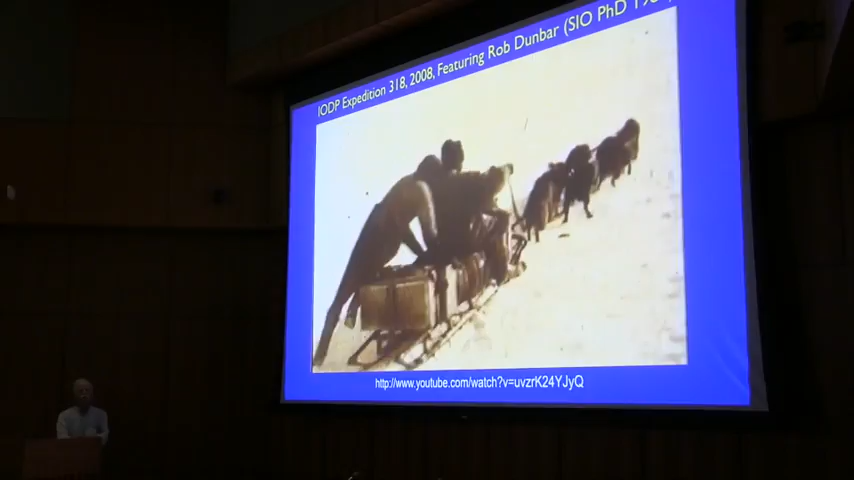 IODP Expedition 318, 2008, Featuring Rob Dunbar (SIO PhD
http://www.youtube.com/watch?v=uvzrK24YJyQ